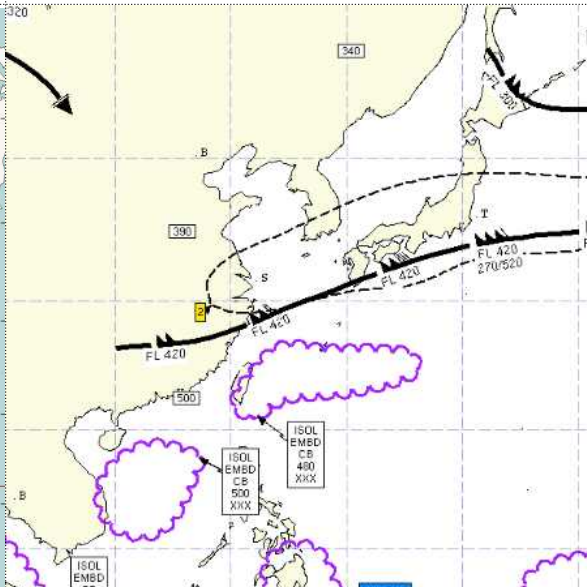 320
340
FL 300
B
390
T
FL 420
270/520
FL 420
S
2
FL 420
FL 420
500
ISOL
EMBD
CB
480
XXX
ISOL
EMBD
CB
500
XXX
B
P
ISOL
EMBD